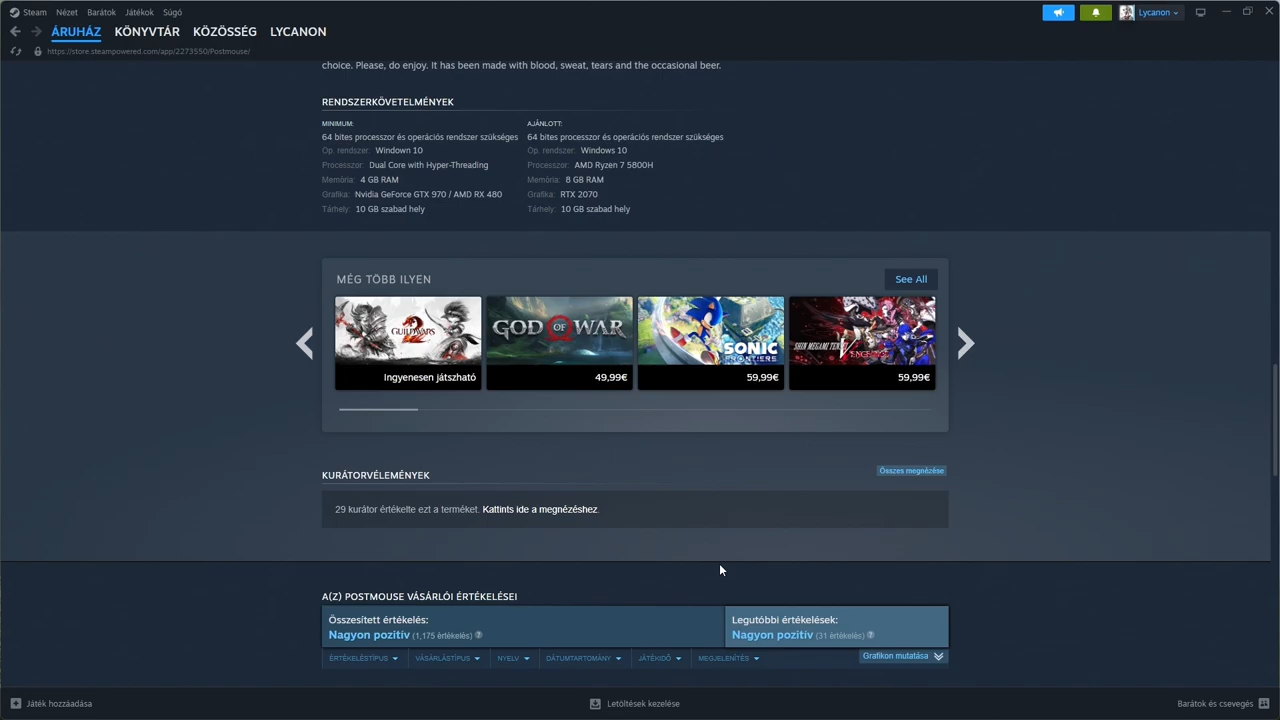 Steam Nézet Barátok Játékok Súgó
Lycanon
ÁRUHÁZ KÖNYVTÁR KÖZÖSSÉG LYCANON
https://store.steampowered.com/app/2273550/Postmouse/
choice. Please, do enjoy. It has been made with blood, sweat, tears and the occasional beer.
RENDSZERKÖVETELMÉNYEK
MINIMUM:
64 bites processzor és operációs rendszer szükséges
Op. rendszer: Windown 10
Processzor: Dual Core with Hyper-Threading
Memória: 4 GB RAM
Grafika: Nvidia GeForce GTX 970 / AMD RX 480
Tárhely: 10 GB szabad hely
AJÁNLOTT:
64 bites processzor és operációs rendszer szükséges
Op. rendszer: Windows 10
Processzor: AMD Ryzen 7 5800H
Memória: 8 GB RAM
Grafika: RTX 2070
Tárhely: 10 GB szabad hely
MÉG TÖBB ILYEN
See All
GUILD WARS 2
GOD OF WAR
SONIC
FRONTIERS
SHIN MEGAMI TENSEI V
VENGEANCE
Ingyenesen játszható
49,99€
59,99€
59,99€
KURÁTORVÉLEMÉNYEK
Összes megnézése
29 kurátor értékelte ezt a terméket. Kattints ide a megnézéshez.
A(Z) POSTMOUSE VÁSÁRLÓI ÉRTÉKELÉSEI
Összesített értékelés:
Nagyon pozitív (1,175 értékelés) ?
Legutóbbi értékelések:
Nagyon pozitív (31 értékelés) ?
ÉRTÉKELÉSTÍPUS VÁSÁRLÁSTÍPUS NYELV DÁTUMTARTOMÁNY JÁTÉKIDŐ MEGJELENÍTÉS
Grafikon mutatása
Játék hozzáadása
Letöltések kezelése
Barátok és csevegés